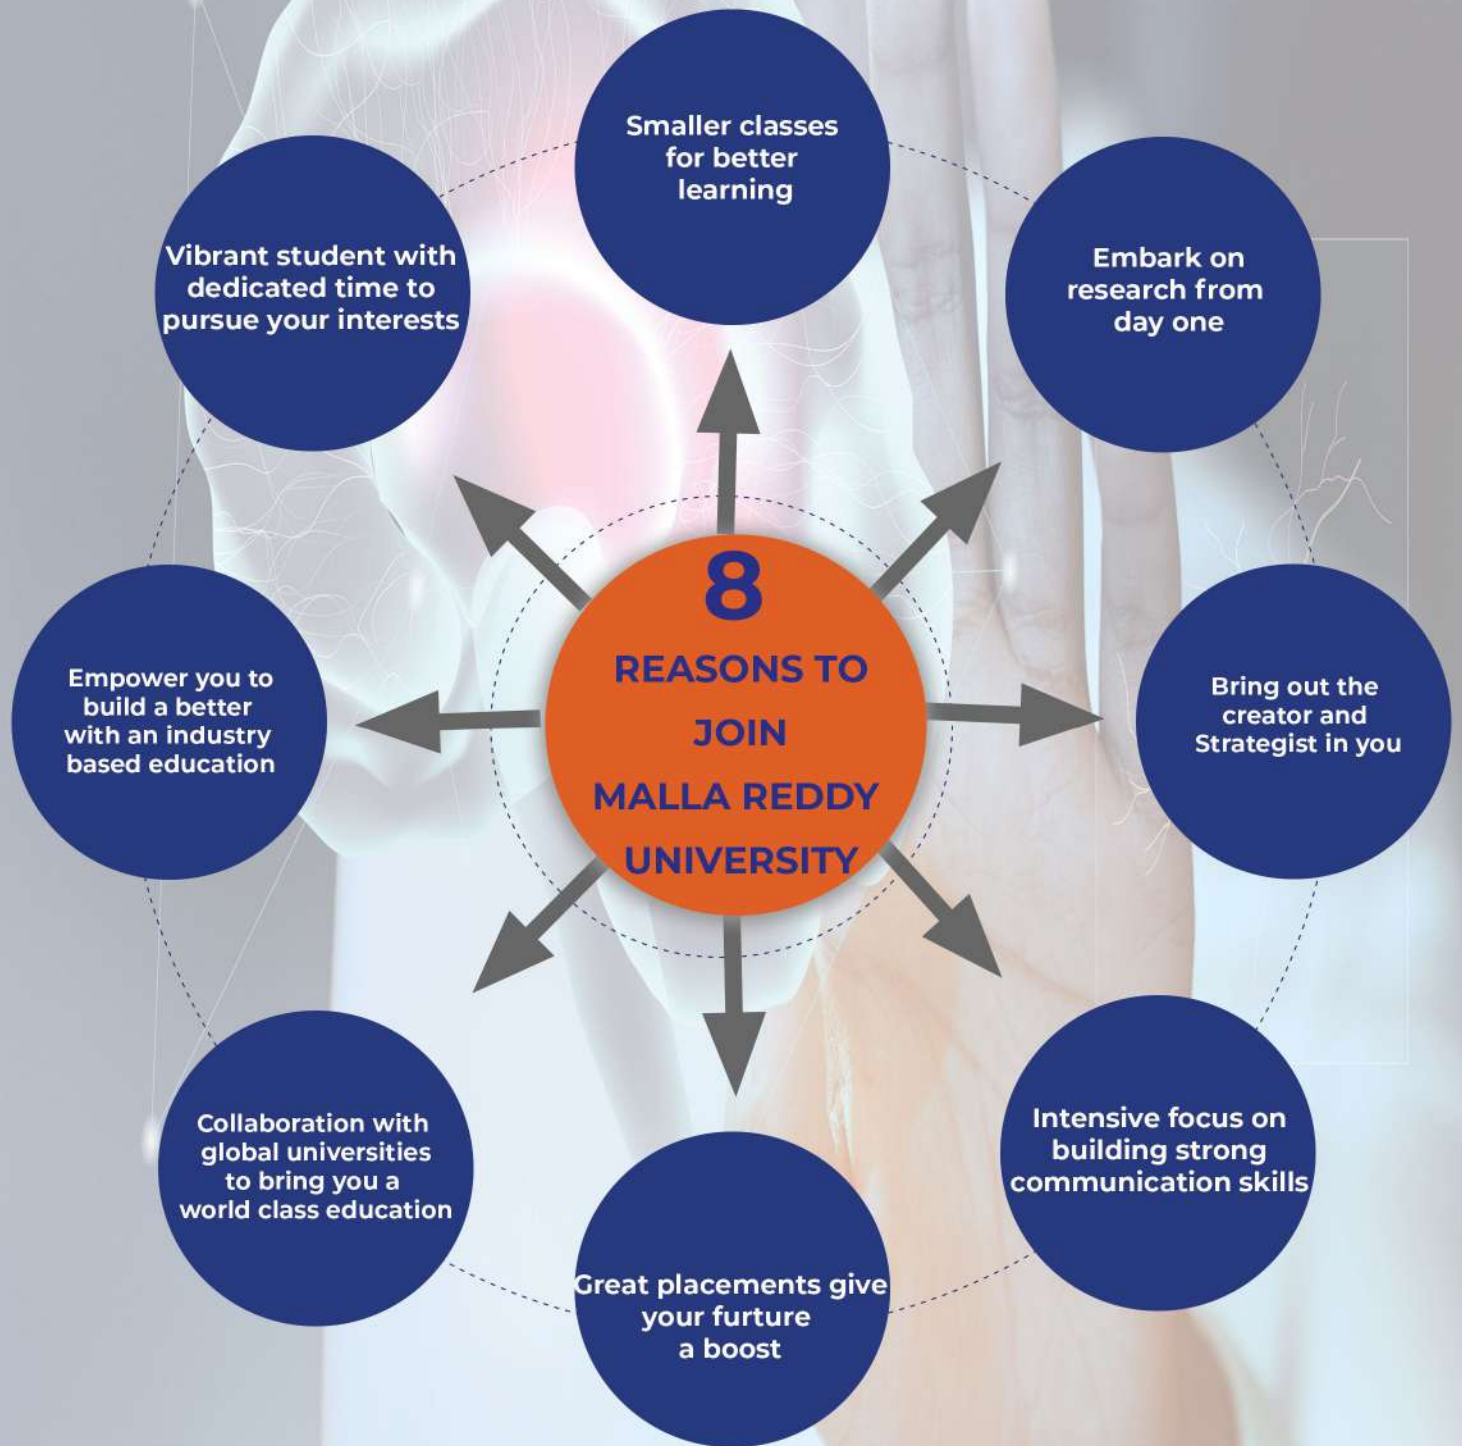 8
REASONS TO
JOIN
MALLA REDDY
UNIVERSITY
Smaller classes
for better
learning
Embark on
research from
day one
Bring out the
creator and
Strategist in you
Intensive focus on
building strong
communication skills
Great placements give
your furture
a boost
Collaboration with
global universities
to bring you a
world class education
Empower you to
build a better
with an industry
based education
Vibrant student with
dedicated time to
pursue your interests